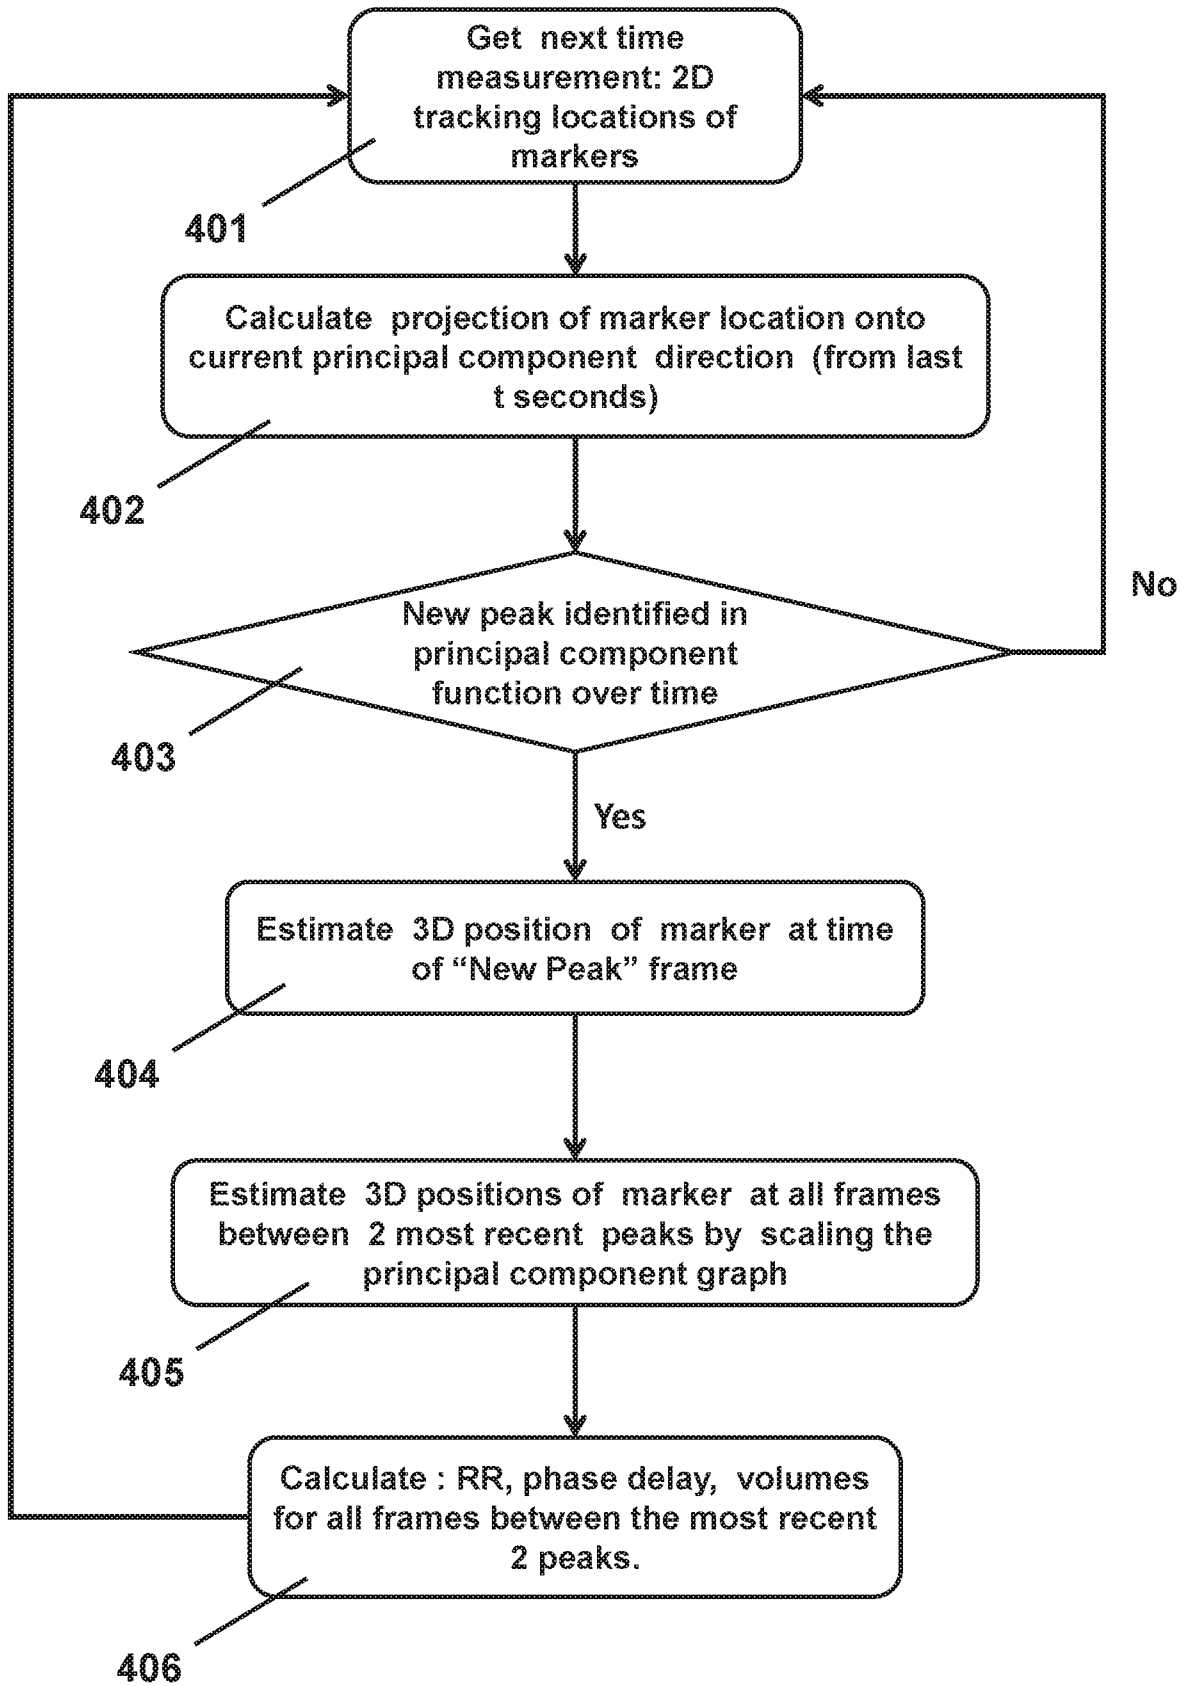 Get next time
measurement: 2D
tracking locations of
markers
401
Calculate projection of marker location onto
current principal component direction (from last
t seconds)
402
No
New peak identified in
principal component
function over time
403
Yes
Estimate 3D position of marker at time
of “New Peak” frame
404
Estimate 3D positions of marker at all frames
between 2 most recent peaks by scaling the
principal component graph
405
Calculate : RR, phase delay, volumes
for all frames between the most recent
2 peaks.
406